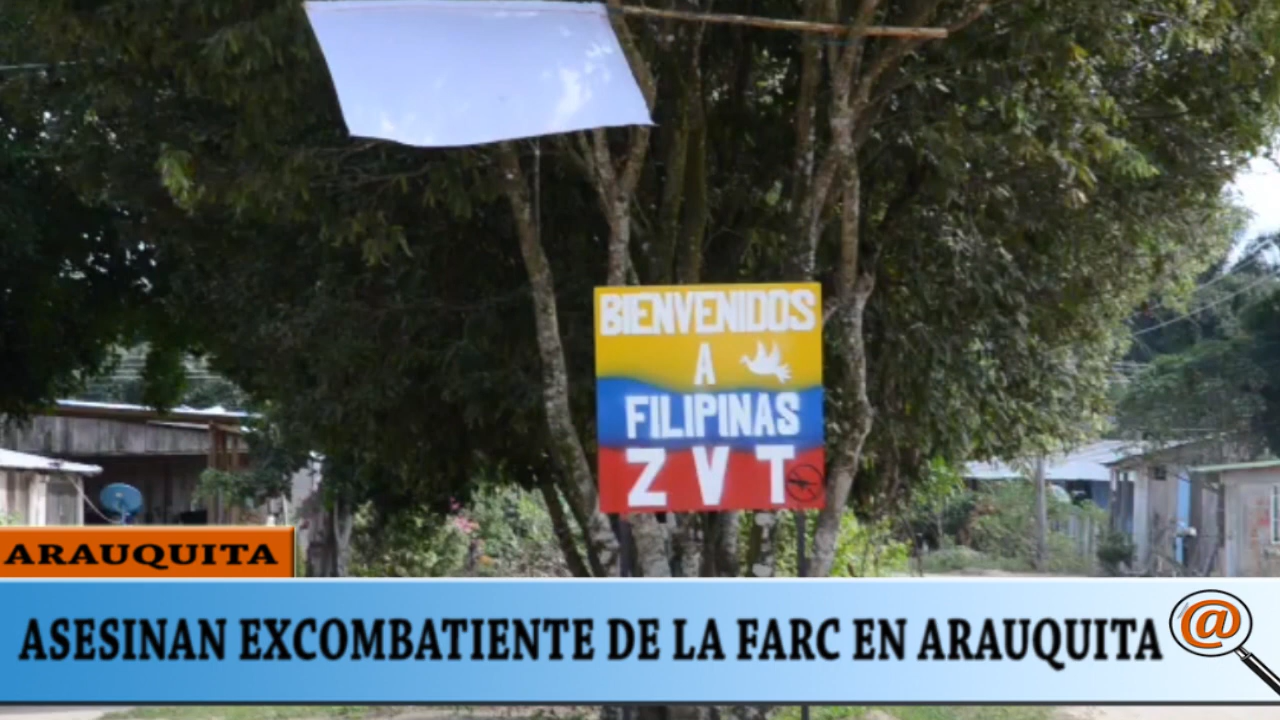 BIENVENIDOS
A
FILIPINAS
ZVT
ARAUQUITA
ASESINAN EXCOMBATIENTE DE LA FARC EN ARAUQUITA
@